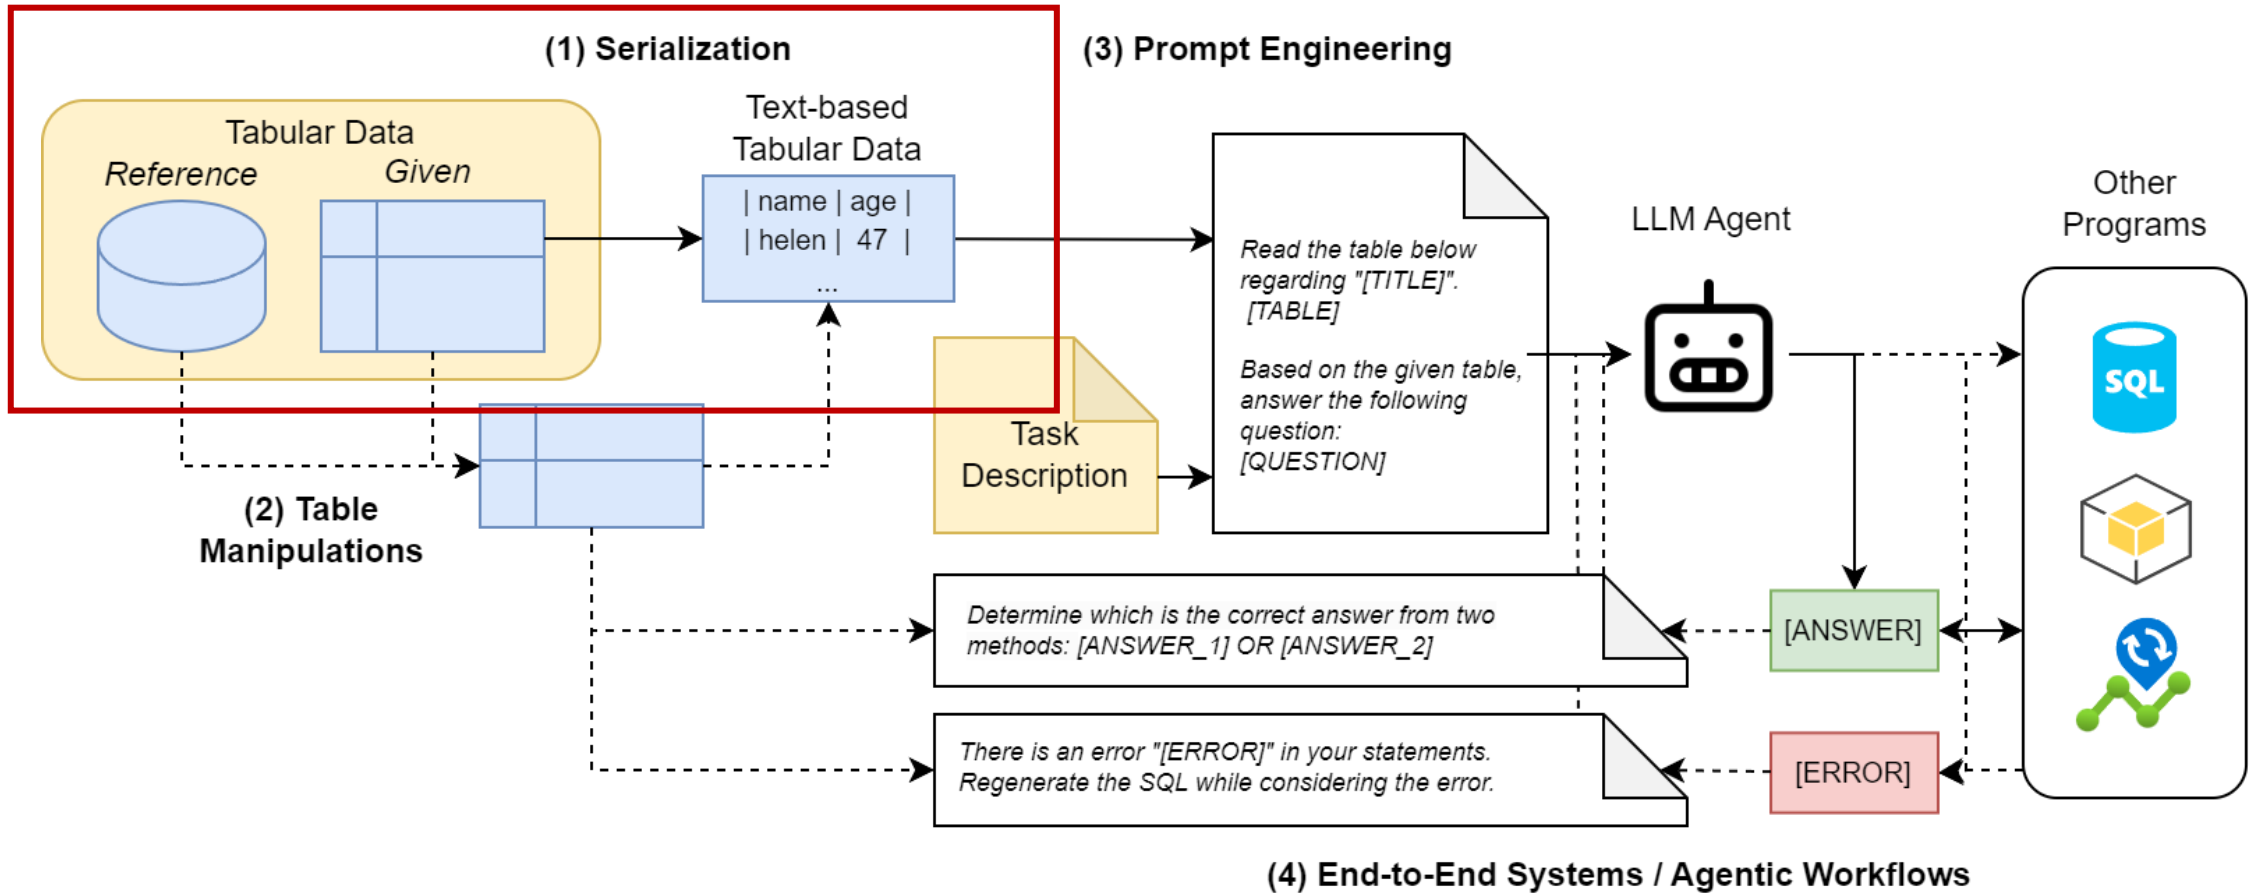 (1) Serialization
(3) Prompt Engineering
Tabular Data
Reference
Given
Text-based
Tabular Data
| name | age |
| helen | 47 |
...
(2) Table
Manipulations
Task
Description
Read the table below
regarding "[TITLE]".
[TABLE]
Based on the given table,
answer the following
question:
[QUESTION]
LLM Agent
Other
Programs
SQL
Determine which is the correct answer from two
methods: [ANSWER_1] OR [ANSWER_2]
[ANSWER]
There is an error "[ERROR]" in your statements.
Regenerate the SQL while considering the error.
[ERROR]
(4) End-to-End Systems / Agentic Workflows